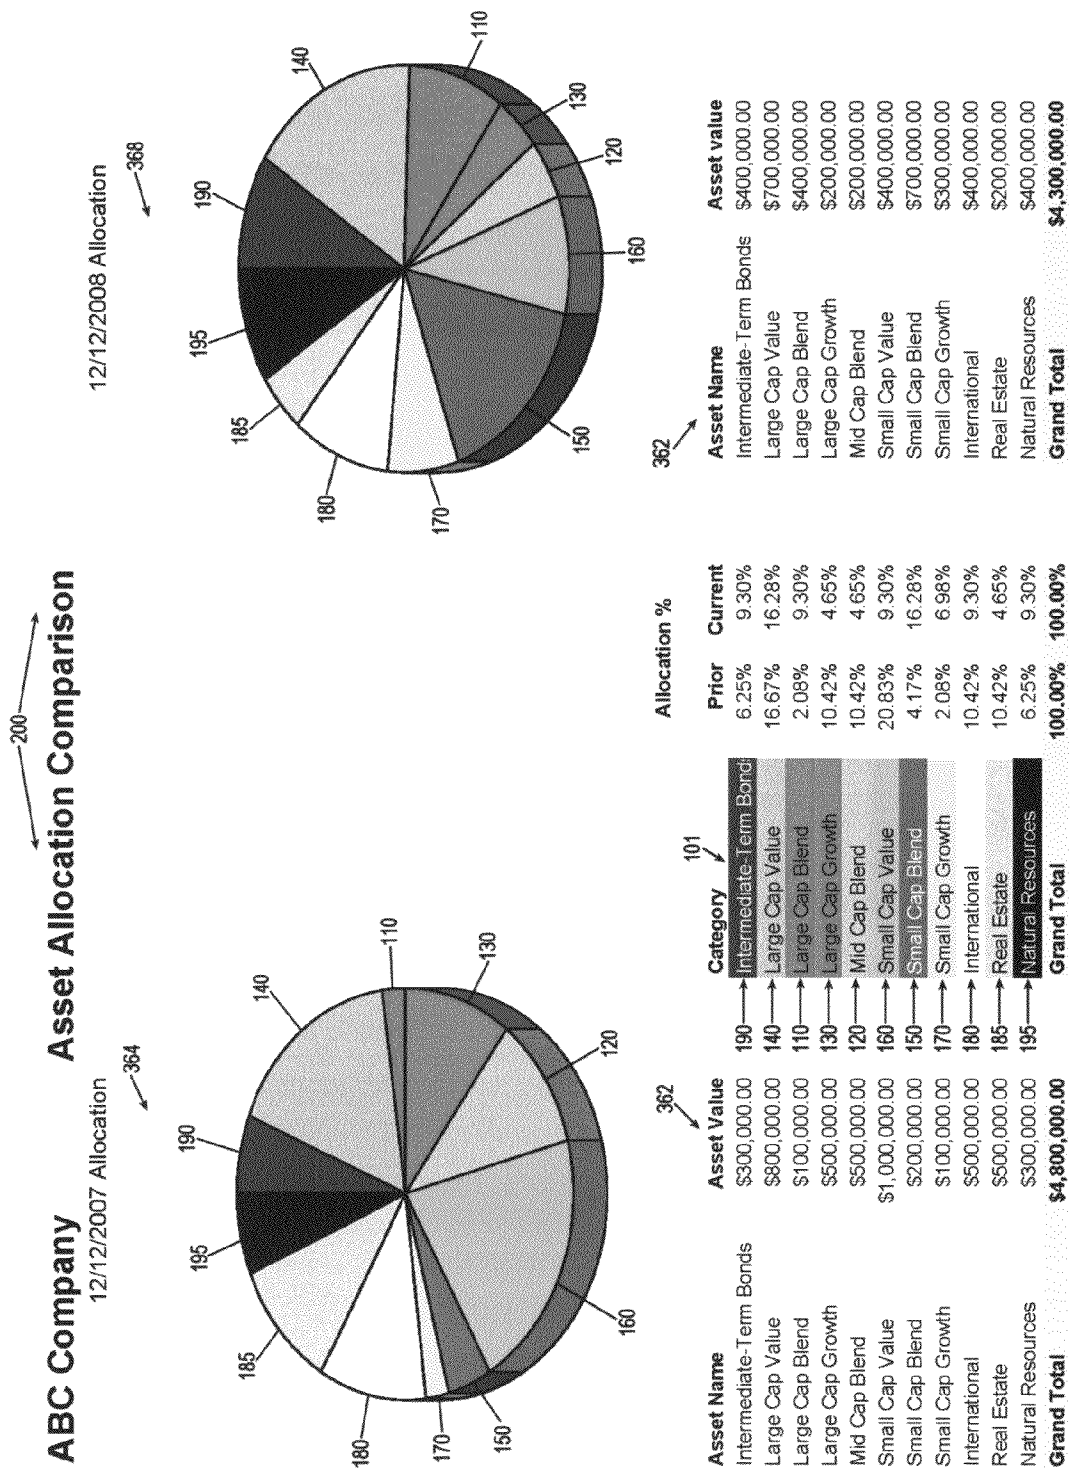 200
ABC Company Asset Allocation Comparison
12/12/2007 Allocation
12/12/2008 Allocation
364
368
190
140
195
110
185
130
180
120
170
150
160
190
140
195
110
185
130
180
120
170
150
160
362
101
Allocation %
362
Asset Name Asset Value Category Prior Current Asset Name Asset value
Intermediate-Term Bonds $300,000.00 190 Intermediate-Term Bonds 6.25% 9.30% Intermediate-Term Bonds $400,000.00
Large Cap Value $800,000.00 140 Large Cap Value 16.67% 16.28% Large Cap Value $700,000.00
Large Cap Blend $100,000.00 110 Large Cap Blend 2.08% 9.30% Large Cap Blend $400,000.00
Large Cap Growth $500,000.00 130 Large Cap Growth 10.42% 4.65% Large Cap Growth $200,000.00
Mid Cap Blend $500,000.00 120 Mid Cap Blend 10.42% 4.65% Mid Cap Blend $200,000.00
Small Cap Value $1,000,000.00 160 Small Cap Value 20.83% 9.30% Small Cap Value $400,000.00
Small Cap Blend $200,000.00 150 Small Cap Blend 4.17% 16.28% Small Cap Blend $700,000.00
Small Cap Growth $100,000.00 170 Small Cap Growth 2.08% 6.98% Small Cap Growth $300,000.00
International $500,000.00 180 International 10.42% 9.30% International $400,000.00
Real Estate $500,000.00 185 Real Estate 10.42% 4.65% Real Estate $200,000.00
Natural Resources $300,000.00 195 Natural Resources 6.25% 9.30% Natural Resources $400,000.00
Grand Total $4,800,000.00 Grand Total 100.00% 100.00% Grand Total $4,300,000.00